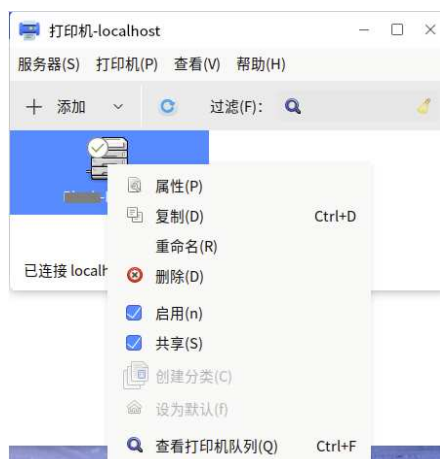 打印机-localhost
服务器(S) 打印机(P) 查看(V) 帮助(H)
添加 过滤(F):
属性(P)
复制(D) Ctrl+D
重命名(R)
已连接 localh
删除(D)
启用(n)
共享(S)
创建分类(C)
设为默认(f)
查看打印机队列(Q) Ctrl+F